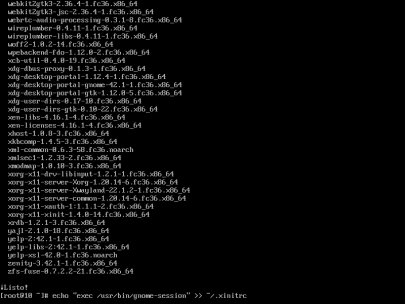 webkit2gtk3-2.36.4-1.fc36.x86_64
webkit2gtk3-jsc-2.36.4-1.fc36.x86_64
webrtc-audio-processing-0.3.1-8.fc36.x86_64
wireplumber-0.4.11-1.fc36.x86_64
wireplumber-libs-0.4.11-1.fc36.x86_64
woff2-1.0.2-14.fc36.x86_64
wpebackend-fdo-1.12.0-2.fc36.x86_64
xcb-util-0.4.0-19.fc36.x86_64
xdg-dbus-proxy-0.1.3-1.fc36.x86_64
xdg-desktop-portal-1.12.4-1.fc36.x86_64
xdg-desktop-portal-gnome-42.1-1.fc36.x86_64
xdg-desktop-portal-gtk-1.12.0-5.fc36.x86_64
xdg-user-dirs-0.17-10.fc36.x86_64
xdg-user-dirs-gtk-0.10-22.fc36.x86_64
xen-libs-4.16.1-4.fc36.x86_64
xen-licenses-4.16.1-4.fc36.x86_64
xhost-1.0.8-3.fc36.x86_64
xkbcomp-1.4.5-3.fc36.x86_64
xml-common-0.6.3-58.fc36.noarch
xmlsec1-1.2.33-2.fc36.x86_64
xmodmap-1.0.10-3.fc36.x86_64
xorg-x11-drv-libinput-1.2.1-1.fc36.x86_64
xorg-x11-server-Xorg-1.20.14-6.fc36.x86_64
xorg-x11-server-Xwayland-22.1.2-1.fc36.x86_64
xorg-x11-server-common-1.20.14-6.fc36.x86_64
xorg-x11-xauth-1:1.1.1-2.fc36.x86_64
xorg-x11-xinit-1.4.0-14.fc36.x86_64
xrdb-1.2.1-3.fc36.x86_64
yajl-2.1.0-18.fc36.x86_64
yelp-2:42.1-1.fc36.x86_64
yelp-libs-2:42.1-1.fc36.x86_64
yelp-xsl-42.0-1.fc36.noarch
zenity-3.42.1-1.fc36.x86_64
zfs-fuse-0.7.2.2-21.fc36.x86_64
¡Listo!
[root@10 ~]# echo "exec /usr/bin/gnome-session" >> ~/.xinitrc